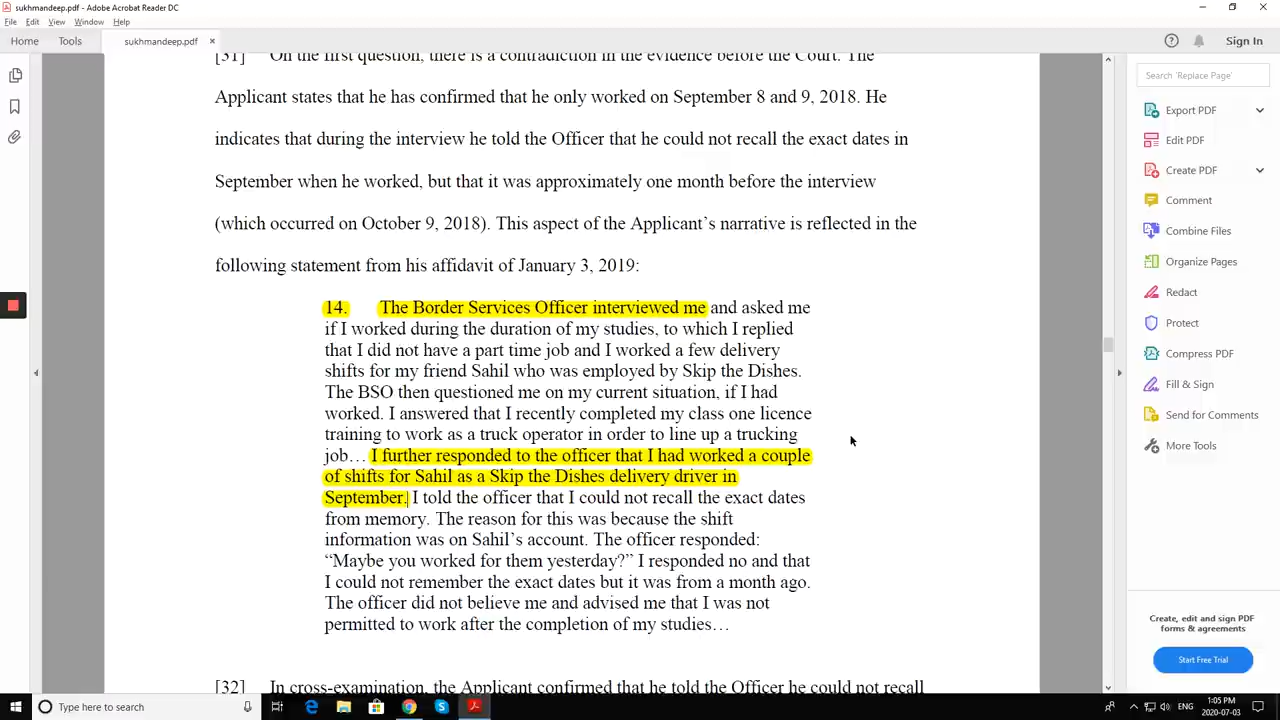 sukhmandeep.pdf - Adobe Acrobat Reader DC
File Edit View Window Help
Home Tools sukhmandeep.pdf × Sign In
[31] On the first question, there is a contradiction in the evidence before the Court. The
Applicant states that he has confirmed that he only worked on September 8 and 9, 2018. He
indicates that during the interview he told the Officer that he could not recall the exact dates in
September when he worked, but that it was approximately one month before the interview
(which occurred on October 9, 2018). This aspect of the Applicant’s narrative is reflected in the
following statement from his affidavit of January 3, 2019:
14. The Border Services Officer interviewed me and asked me
if I worked during the duration of my studies, to which I replied
that I did not have a part time job and I worked a few delivery
shifts for my friend Sahil who was employed by Skip the Dishes.
The BSO then questioned me on my current situation, if I had
worked. I answered that I recently completed my class one licence
training to work as a truck operator in order to line up a trucking
job… I further responded to the officer that I had worked a couple
of shifts for Sahil as a Skip the Dishes delivery driver in
September. I told the officer that I could not recall the exact dates
from memory. The reason for this was because the shift
information was on Sahil’s account. The officer responded:
“Maybe you worked for them yesterday?” I responded no and that
I could not remember the exact dates but it was from a month ago.
The officer did not believe me and advised me that I was not
permitted to work after the completion of my studies…
[32] In cross-examination, the Applicant confirmed that he told the Officer he could not recall
Search 'Replace Page'
Export PDF
Edit PDF
Create PDF
Comment
Combine Files
Organize Pages
Redact
Protect
Compress PDF
Fill & Sign
Send for Comments
More Tools
Create, edit and sign PDF
forms & agreements
Start Free Trial
Type here to search
ENG
1:05 PM
2020-07-03